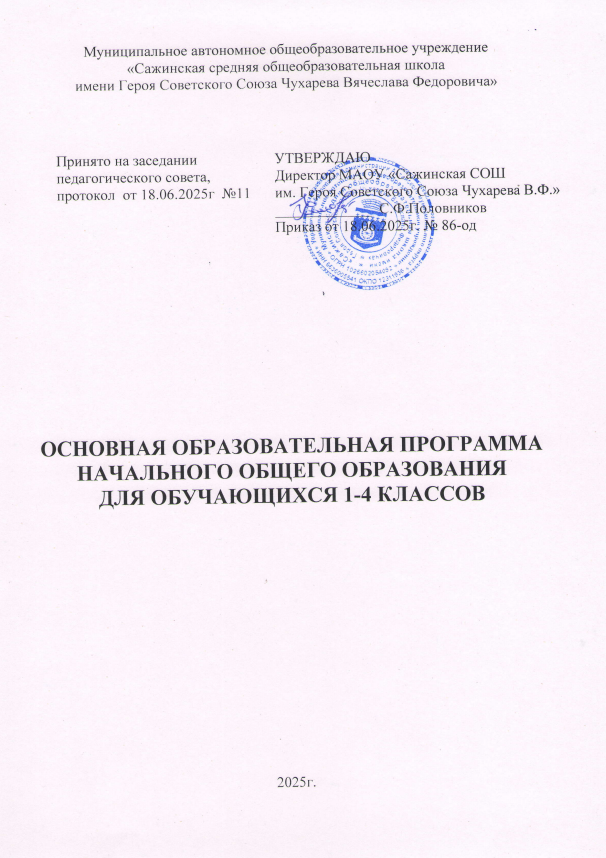 Муниципальное автономное общеобразовательное учреждение
«Сажинская средняя общеобразовательная школа
имени Героя Советского Союза Чухарева Вячеслава Федоровича»
Принято на заседании
педагогического совета,
протокол от 18.06.2025г №11
УТВЕРЖДАЮ
Директор МАОУ «Сажинская СОШ
им. Героя Советского Союза Чухарева В.Ф.»
С.Ф.Половников
Приказ от 18.06.2025г. № 86-од
ОСНОВНАЯ ОБРАЗОВАТЕЛЬНАЯ ПРОГРАММА
НАЧАЛЬНОГО ОБЩЕГО ОБРАЗОВАНИЯ
ДЛЯ ОБУЧАЮЩИХСЯ 1-4 КЛАССОВ
2025г.